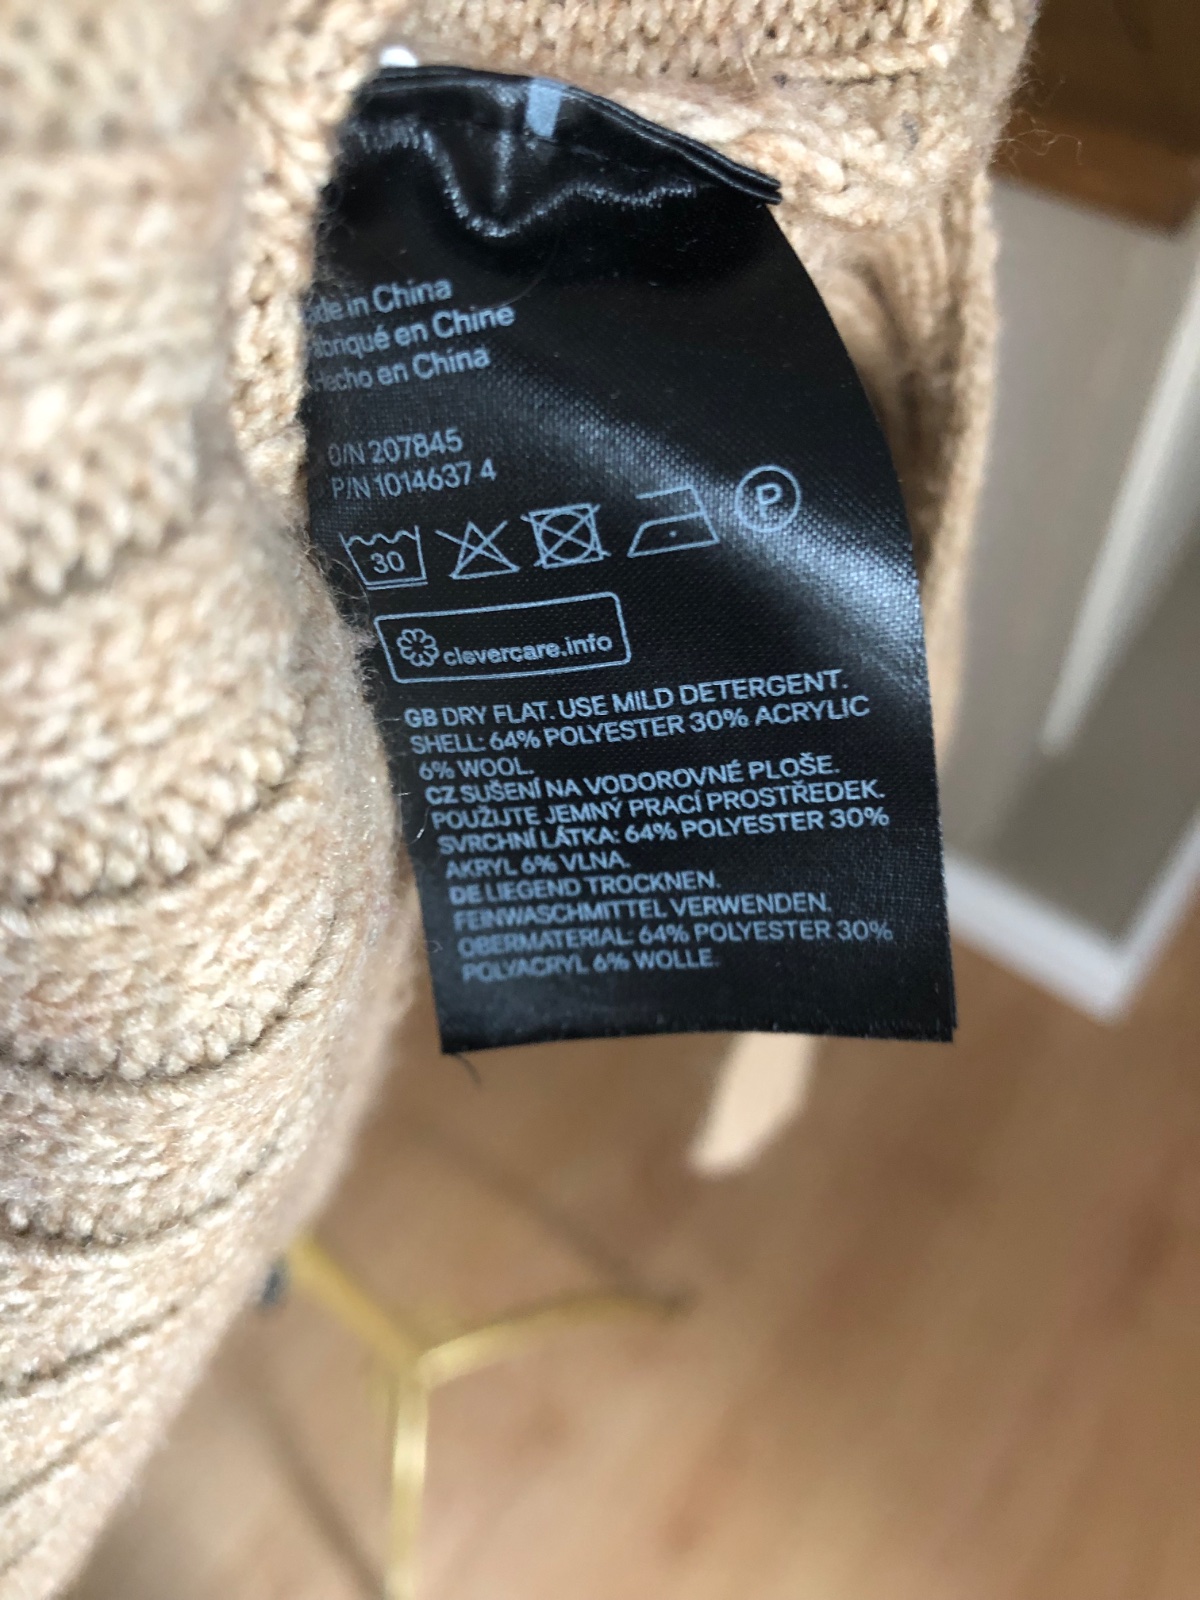 in China
en Chine
Hecho en China
O/N 207845
P/N 1014637 4
30
P
clevercare.info
GB DRY FLAT. USE MILD DETERGENT.
SHELL: 64% POLYESTER 30% ACRYLIC
6% WOOL.
CZ SUŠENÍ NA VODOROVNÉ PLOŠE.
POUŽIJTE JEMNÝ PRACÍ PROSTŘEDEK.
SVRCHNÍ LÁTKA: 64% POLYESTER 30%
AKRYL 6% VLNA.
DE LIEGEND TROCKNEN.
FEINWASCHMITTEL VERWENDEN.
OBERMATERIAL: 64% POLYESTER 30%
POLYACRYL 6% WOLLE.